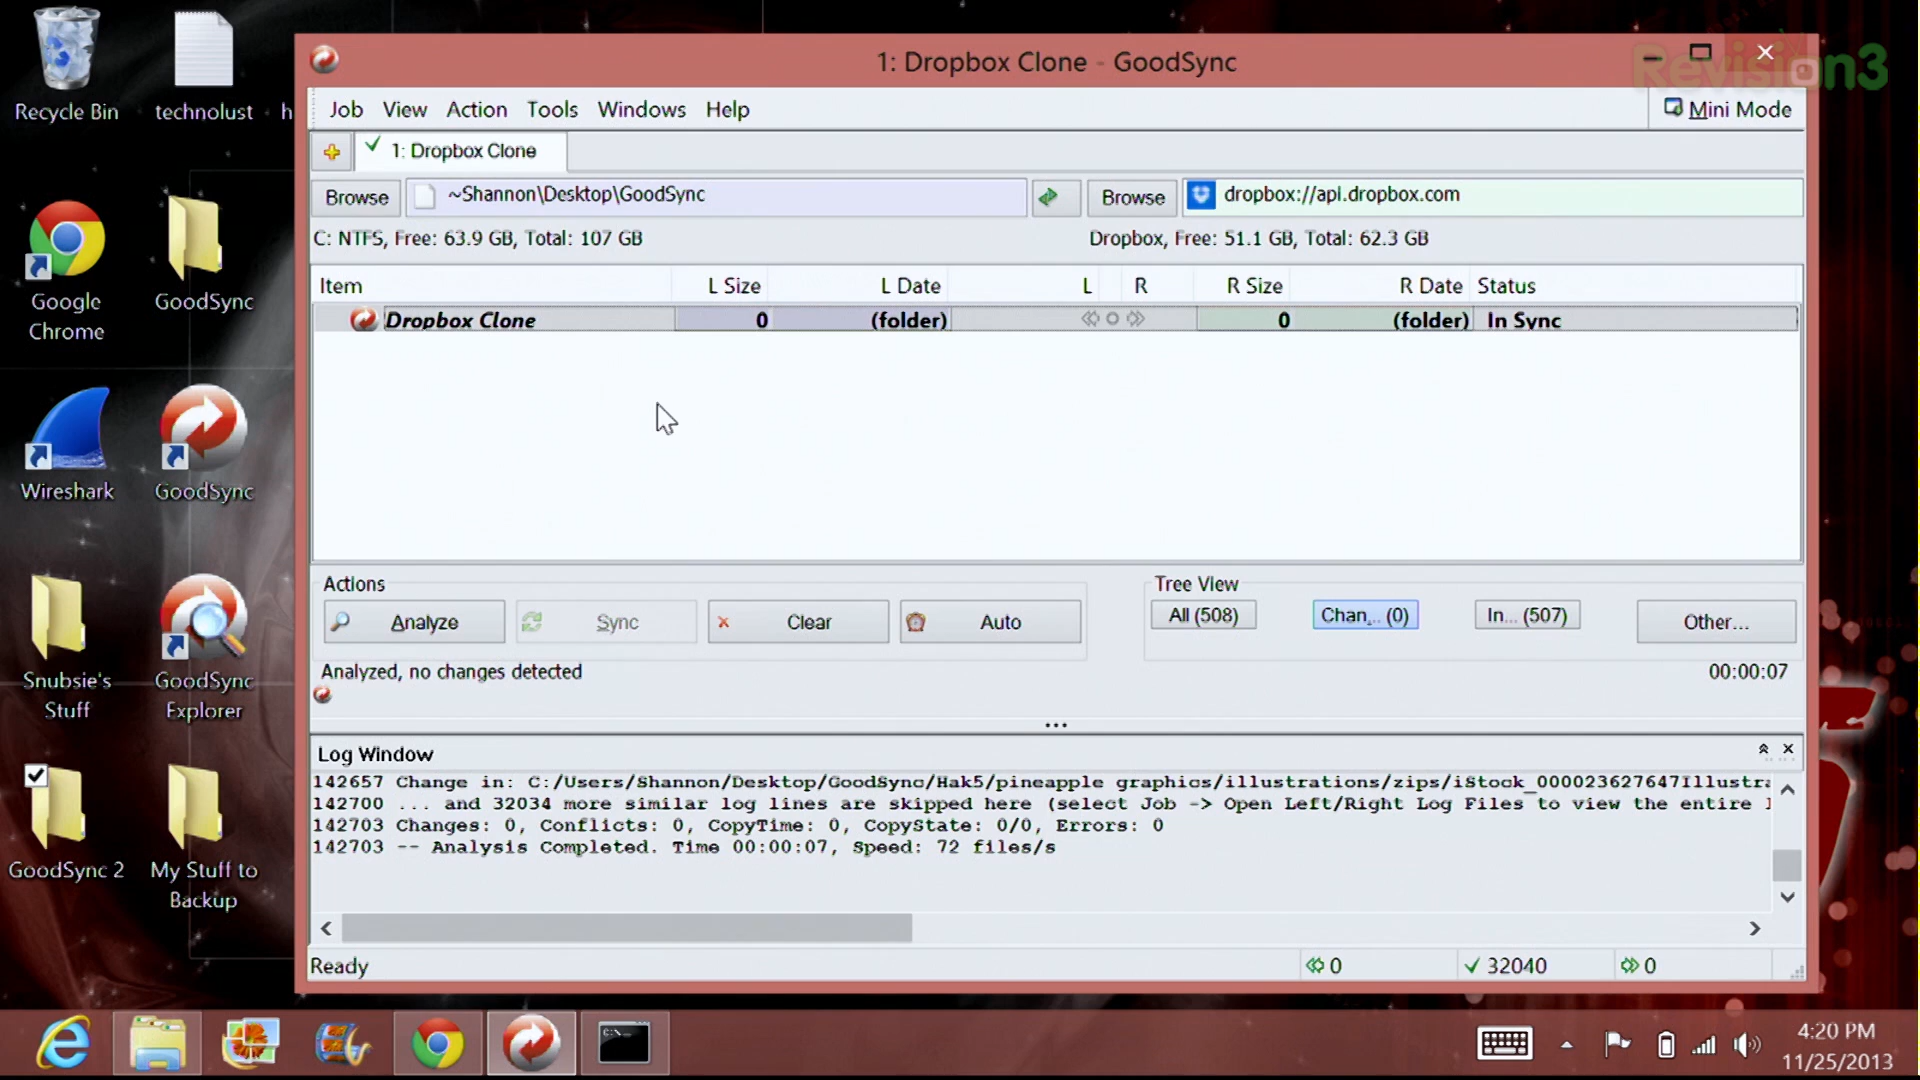 Recycle Bin
technolust
h
Google Chrome
GoodSync
Wireshark
GoodSync
Snubsie's Stuff
GoodSync Explorer
GoodSync 2
My Stuff to Backup
1: Dropbox Clone - GoodSync
Revision3
Job View Action Tools Windows Help
Mini Mode
1: Dropbox Clone
Browse ~Shannon\Desktop\GoodSync
Browse dropbox://api.dropbox.com
C: NTFS, Free: 63.9 GB, Total: 107 GB
Dropbox, Free: 51.1 GB, Total: 62.3 GB
Item L Size L Date L R R Size R Date Status
Dropbox Clone 0 (folder) 0 (folder) In Sync
Actions
Analyze Sync Clear Auto
Tree View
All (508) Chan... (0) In... (507) Other...
Analyzed, no changes detected
00:00:07
Log Window
142657 Change in: C:/Users/Shannon/Desktop/GoodSync/Hak5/pineapple graphics/illustrations/zips/iStock_000023627647Illustra
142700 ... and 32034 more similar log lines are skipped here (select Job -> Open Left/Right Log Files to view the entire l
142703 Changes: 0, Conflicts: 0, CopyTime: 0, CopyState: 0/0, Errors: 0
142703 -- Analysis Completed. Time 00:00:07, Speed: 72 files/s
Ready
0
32040
0
C:\_
4:20 PM
11/25/2013